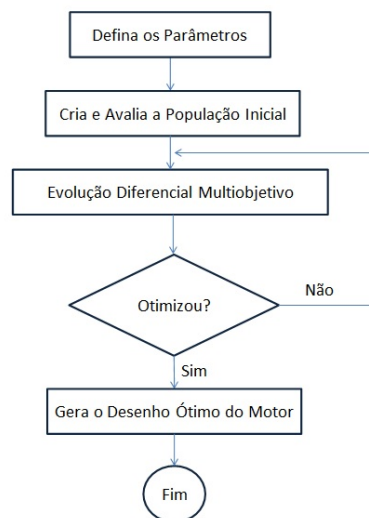 Defina os Parâmetros
Cria e Avalia a População Inicial
Evolução Diferencial Multiobjetivo
Otimizou?
Não
Sim
Gera o Desenho Ótimo do Motor
Fim